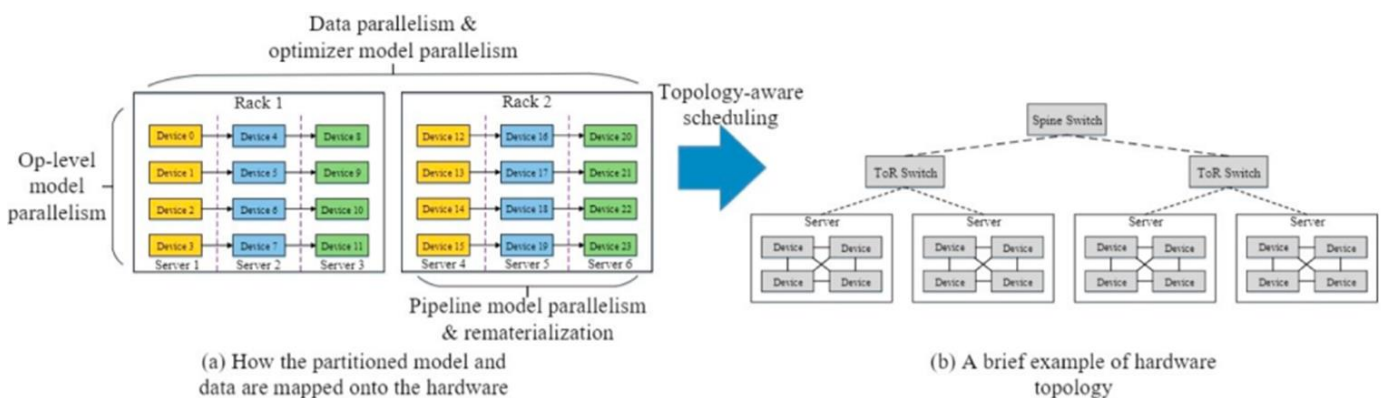 Data parallelism &
optimizer model parallelism
Rack 1
Rack 2
Op-level
model
parallelism
Device 0 Device 4 Device 8
Device 1 Device 5 Device 9
Device 2 Device 6 Device 10
Device 3 Device 7 Device 11
Server 1 Server 2 Server 3
Device 12 Device 16 Device 20
Device 13 Device 17 Device 21
Device 14 Device 18 Device 22
Device 15 Device 19 Device 23
Server 4 Server 5 Server 6
Pipeline model parallelism
& rematerialization
(a) How the partitioned model and
data are mapped onto the hardware
Topology-aware
scheduling
Spine Switch
ToR Switch ToR Switch
Server Server Server Server
Device Device Device Device Device Device Device Device
Device Device Device Device Device Device Device Device
(b) A brief example of hardware
topology